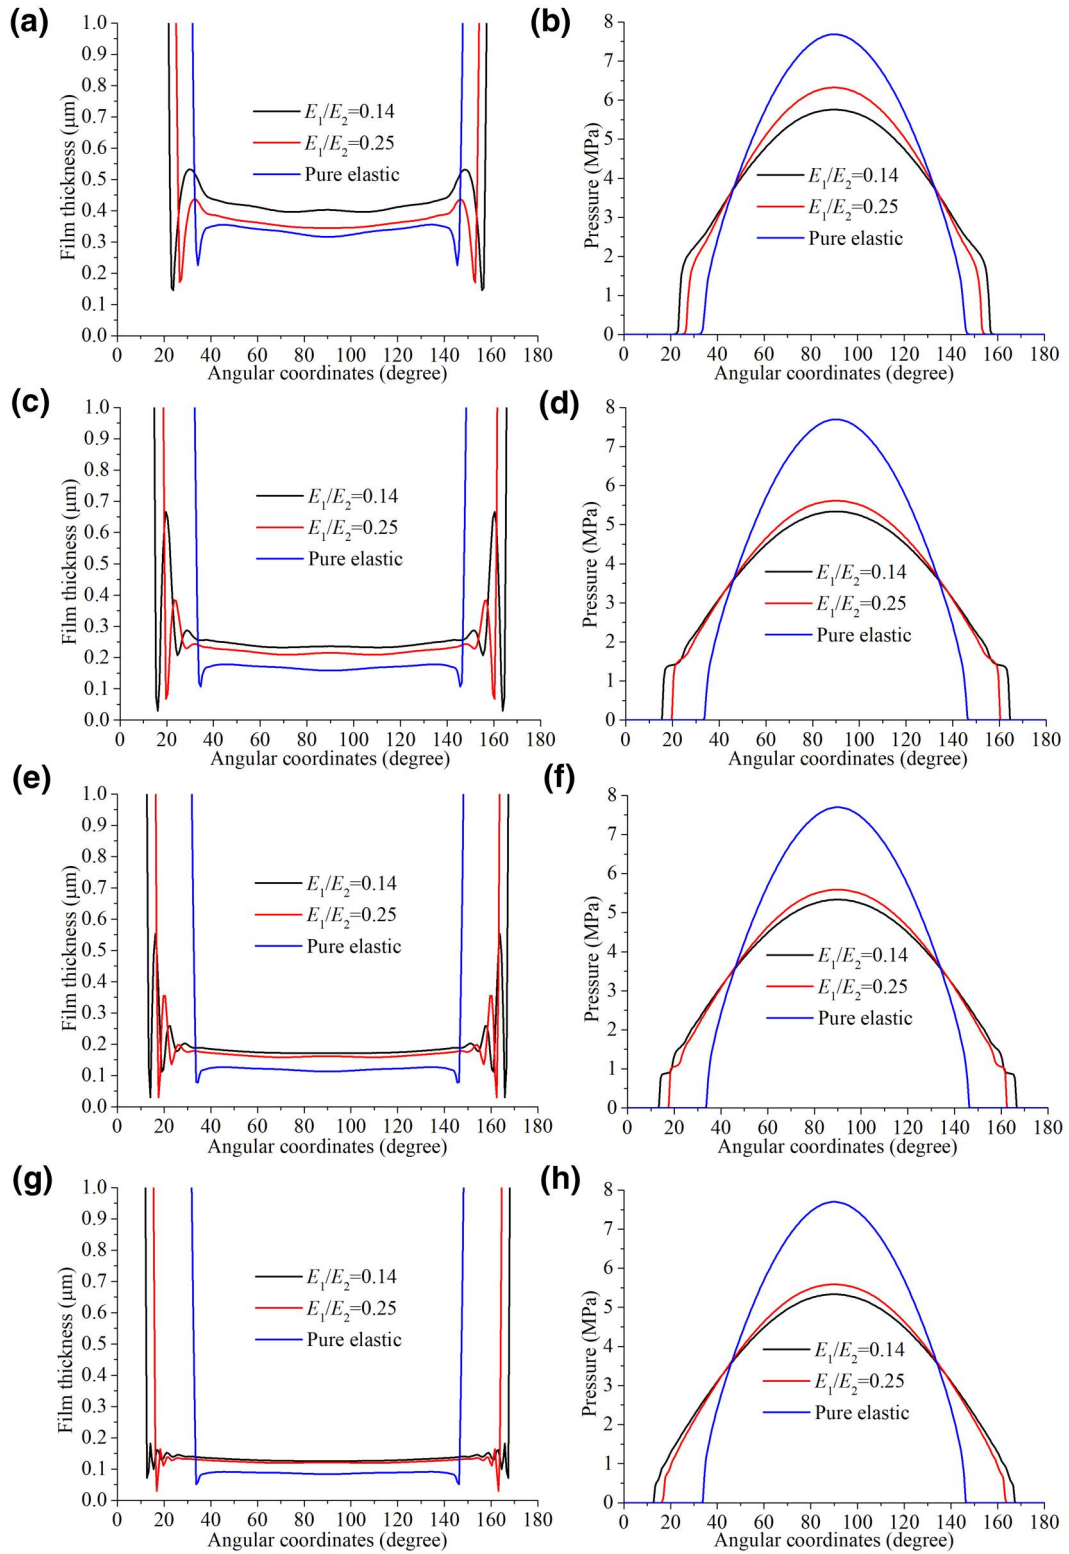 (a)
1.0
0.9
0.8
0.7
0.6
0.5
0.4
0.3
0.2
0.1
0.0
Film thickness (μm)
E1/E2=0.14
E1/E2=0.25
Pure elastic
0 20 40 60 80 100 120 140 160 180
Angular coordinates (degree)
(b)
8
7
6
5
4
3
2
1
0
Pressure (MPa)
E1/E2=0.14
E1/E2=0.25
Pure elastic
0 20 40 60 80 100 120 140 160 180
Angular coordinates (degree)
(c)
1.0
0.9
0.8
0.7
0.6
0.5
0.4
0.3
0.2
0.1
0.0
Film thickness (μm)
E1/E2=0.14
E1/E2=0.25
Pure elastic
0 20 40 60 80 100 120 140 160 180
Angular coordinates (degree)
(d)
8
7
6
5
4
3
2
1
0
Pressure (MPa)
E1/E2=0.14
E1/E2=0.25
Pure elastic
0 20 40 60 80 100 120 140 160 180
Angular coordinates (degree)
(e)
1.0
0.9
0.8
0.7
0.6
0.5
0.4
0.3
0.2
0.1
0.0
Film thickness (μm)
E1/E2=0.14
E1/E2=0.25
Pure elastic
0 20 40 60 80 100 120 140 160 180
Angular coordinates (degree)
(f)
8
7
6
5
4
3
2
1
0
Pressure (MPa)
E1/E2=0.14
E1/E2=0.25
Pure elastic
0 20 40 60 80 100 120 140 160 180
Angular coordinates (degree)
(g)
1.0
0.9
0.8
0.7
0.6
0.5
0.4
0.3
0.2
0.1
0.0
Film thickness (μm)
E1/E2=0.14
E1/E2=0.25
Pure elastic
0 20 40 60 80 100 120 140 160 180
Angular coordinates (degree)
(h)
8
7
6
5
4
3
2
1
0
Pressure (MPa)
E1/E2=0.14
E1/E2=0.25
Pure elastic
0 20 40 60 80 100 120 140 160 180
Angular coordinates (degree)